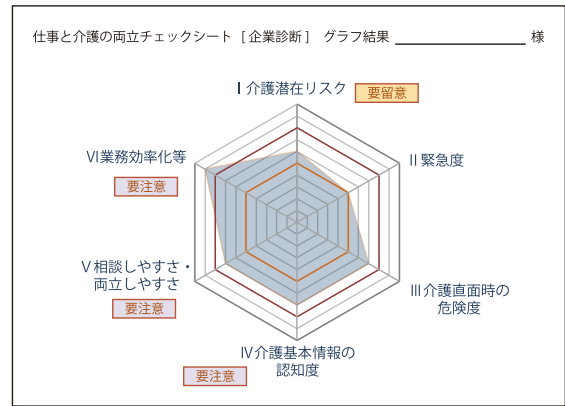 仕事と介護の両立チェックシート [企業診断] グラフ結果 様
Ⅰ介護潜在リスク
要留意
Ⅵ業務効率化等
要注意
Ⅱ緊急度
Ⅴ相談しやすさ・
両立しやすさ
要注意
Ⅲ介護直面時の
危険度
Ⅳ介護基本情報の
認知度
要注意